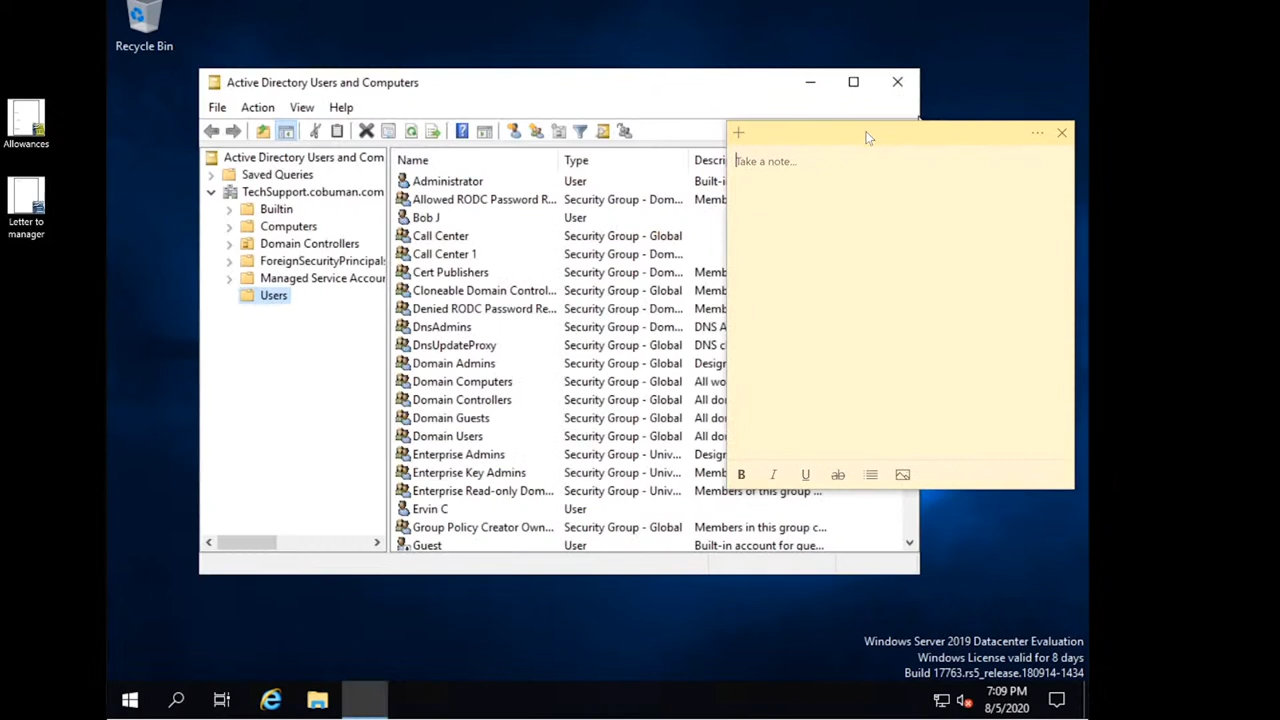 Recycle Bin
Allowances
Letter to
manager
Active Directory Users and Computers
File Action View Help
Active Directory Users and Com
Saved Queries
TechSupport.cobuman.com
Builtin
Computers
Domain Controllers
ForeignSecurityPrincipals
Managed Service Accour
Users
Name Type Descri
Administrator User Built-i
Allowed RODC Password R... Security Group - Dom... Memb
Bob J User
Call Center Security Group - Global
Call Center 1 Security Group - Dom...
Cert Publishers Security Group - Dom... Memb
Cloneable Domain Control... Security Group - Global Memb
Denied RODC Password Re... Security Group - Dom... Memb
DnsAdmins Security Group - Dom... DNS A
DnsUpdateProxy Security Group - Global DNS c
Domain Admins Security Group - Global Desig
Domain Computers Security Group - Global All wo
Domain Controllers Security Group - Global All do
Domain Guests Security Group - Global All do
Domain Users Security Group - Global All do
Enterprise Admins Security Group - Univ... Desig
Enterprise Key Admins Security Group - Univ... Memb
Enterprise Read-only Dom... Security Group - Univ... Members of this group ...
Ervin C User
Group Policy Creator Own... Security Group - Global Members in this group c...
Guest User Built-in account for gue...
Take a note...
B I U ab
Windows Server 2019 Datacenter Evaluation
Windows License valid for 8 days
Build 17763.rs5_release.180914-1434
7:09 PM
8/5/2020